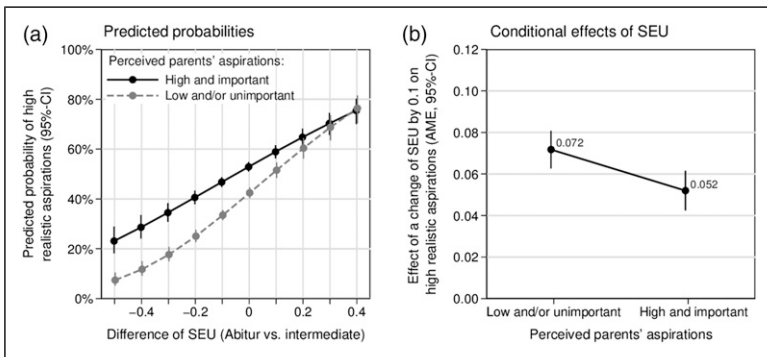 (a) Predicted probabilities
100%
80%
60%
40%
20%
0%
Predicted probability of high
realistic aspirations (95%-CI)
Perceived parents' aspirations:
High and important
Low and/or unimportant
−0.4
−0.2
0
0.2
0.4
Difference of SEU (Abitur vs. intermediate)
(b) Conditional effects of SEU
0.12
0.10
0.08
0.06
0.04
0.02
0.00
Effect of a change of SEU by 0.1 on
high realistic aspirations (AME, 95%-CI)
0.072
0.052
Low and/or unimportant
High and important
Perceived parents' aspirations